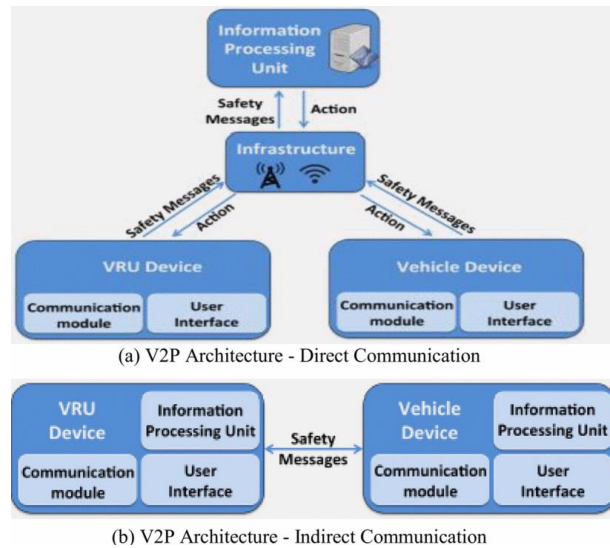 Information
Processing
Unit
Safety
Messages
Action
Infrastructure
Safety Messages
Action
Action
Safety Messages
VRU Device
Communication
module
User
Interface
Vehicle Device
Communication
module
User
Interface
(a) V2P Architecture - Direct Communication
VRU
Device
Information
Processing Unit
Communication
module
User
Interface
Safety
Messages
Vehicle
Device
Information
Processing Unit
Communication
module
User
Interface
(b) V2P Architecture - Indirect Communication